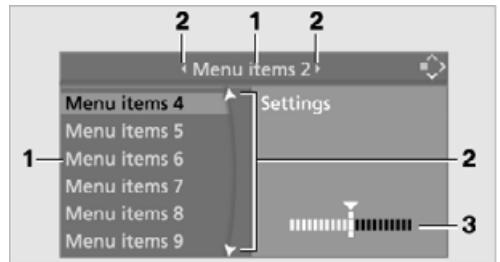 2 1 2
Menu items 2
Menu items 4 Settings
Menu items 5
1 Menu items 6 2
Menu items 7
Menu items 8 3
Menu items 9